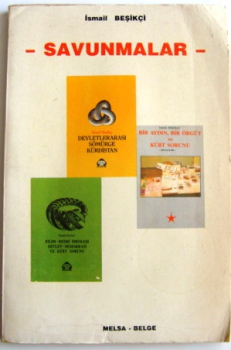 İsmail BEŞİKÇİ
- SAVUNMALAR -
DEVLETLERARASI
SÖMÜRGE
KÜRDİSTAN
BİR AYDIN, BİR ÖRGÜT
ve
KÜRT SORUNU
BİLİM-RESMİ İDEOLOJİ
DEVLET-DEMOKRASİ
VE KÜRT SORUNU
MELSA - BELGE